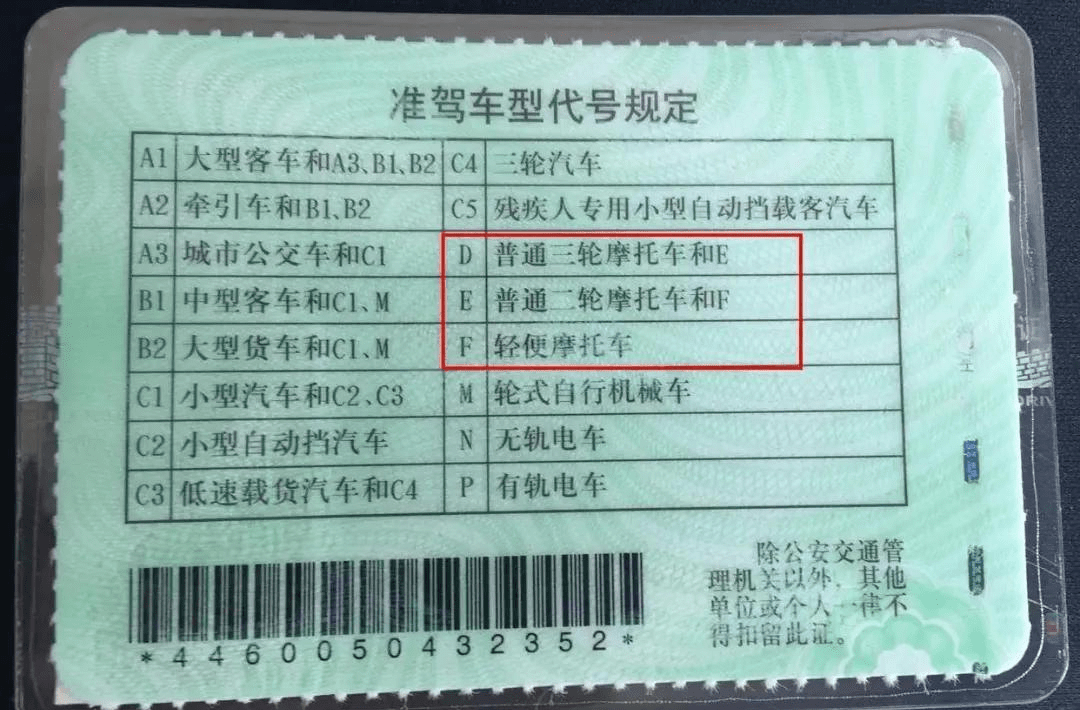 准驾车型代号规定
A1 大型客车和A3、B1、B2 C4 三轮汽车
A2 牵引车和B1、B2 C5 残疾人专用小型自动挡载客汽车
A3 城市公交车和C1 D 普通三轮摩托车和E
B1 中型客车和C1、M E 普通二轮摩托车和F
B2 大型货车和C1、M F 轻便摩托车
C1 小型汽车和C2、C3 M 轮式自行机械车
C2 小型自动挡汽车 N 无轨电车
C3 低速载货汽车和C4 P 有轨电车
除公安交通管
理机关以外，其他
单位或个人一律不
得扣留此证。
*4460050432352*
证
DRIV